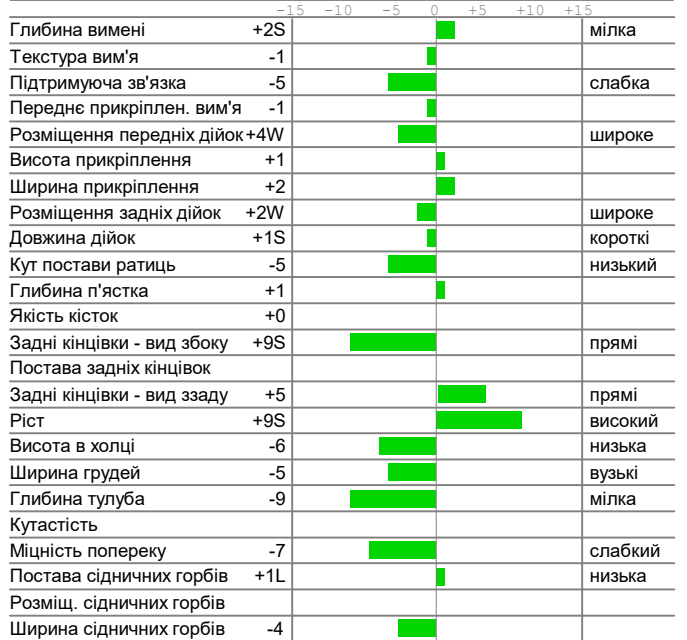 -15 -10 -5 0 +5 +10 +15
Глибина вимені +2S мілка
Текстура вим'я -1
Підтримуюча зв'язка -5 слабка
Переднє прикріплен. вим'я -1
Розміщення передніх дійок +4W широке
Висота прикріплення +1
Ширина прикріплення +2
Розміщення задніх дійок +2W широке
Довжина дійок +1S короткі
Кут постави ратиць -5 низький
Глибина п'ястка +1
Якість кісток +0
Задні кінцівки - вид збоку +9S прямі
Постава задніх кінцівок
Задні кінцівки - вид ззаду +5 прямі
Ріст +9S високий
Висота в холці -6 низька
Ширина грудей -5 вузькі
Глибина тулуба -9 мілка
Кутастість
Міцність попереку -7 слабкий
Постава сідничних горбів +1L низька
Розміщ. сідничних горбів
Ширина сідничних горбів -4